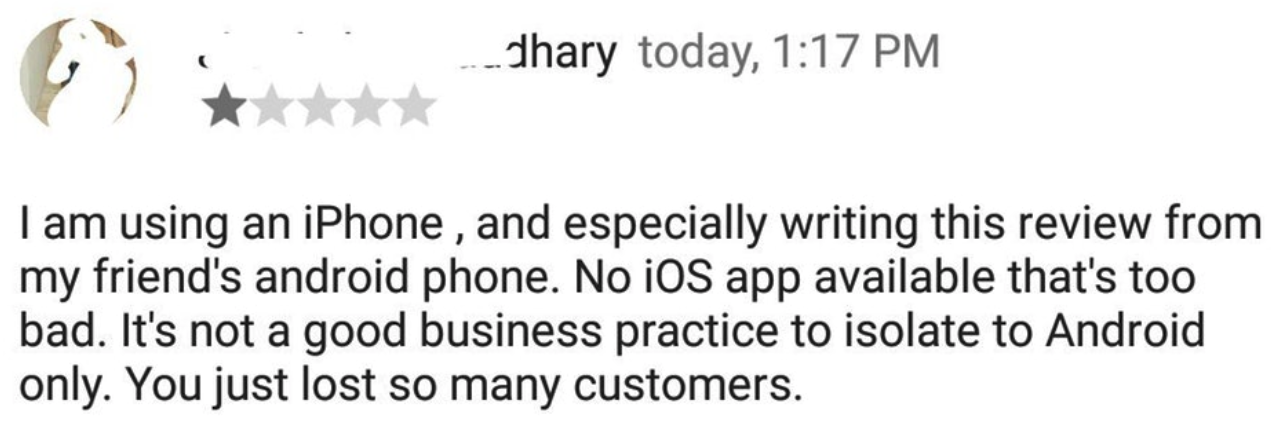 today, 1:17 PM
I am using an iPhone , and especially writing this review from
my friend's android phone. No iOS app available that's too
bad. It's not a good business practice to isolate to Android
only. You just lost so many customers.